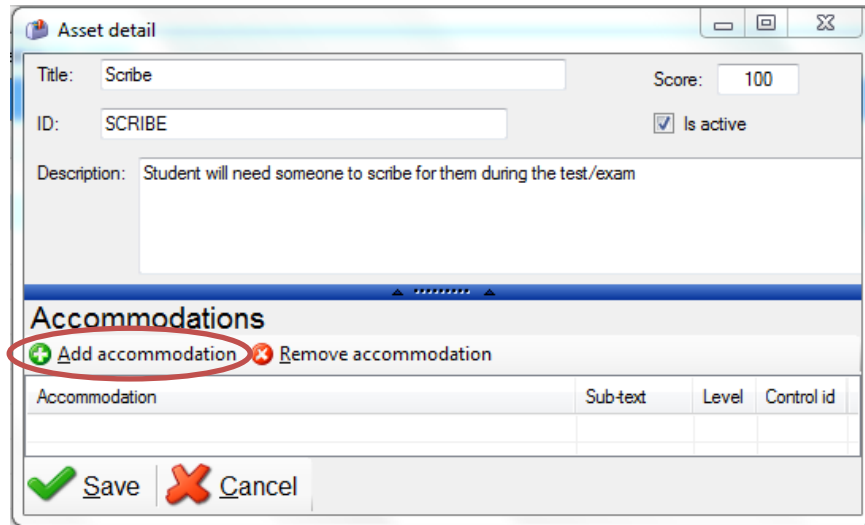 Asset detail
Title: Scribe Score: 100
ID: SCRIBE Is active
Description: Student will need someone to scribe for them during the test/exam
Accommodations
Add accommodation Remove accommodation
Accommodation Sub-text Level Control id
Save Cancel